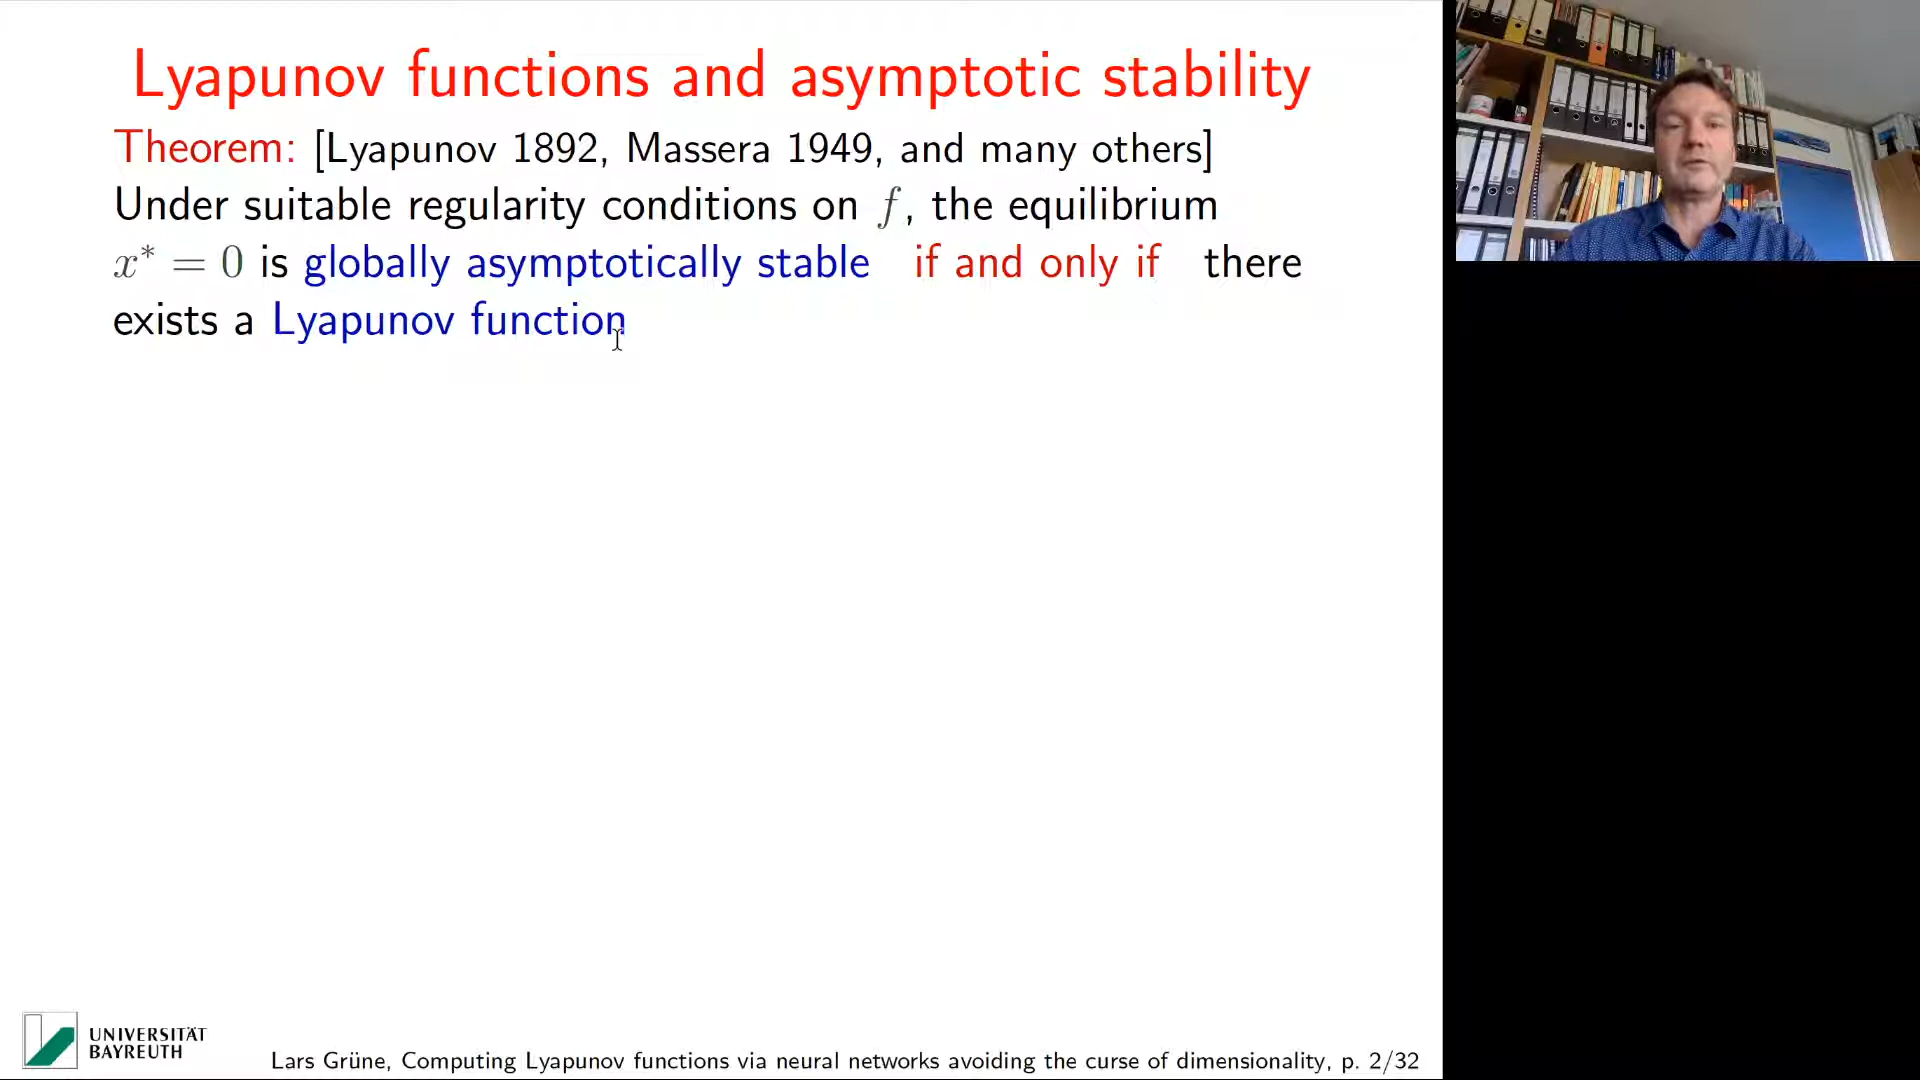 Lyapunov functions and asymptotic stability
Theorem: [Lyapunov 1892, Massera 1949, and many others]
Under suitable regularity conditions on f, the equilibrium
x* = 0 is globally asymptotically stable if and only if there
exists a Lyapunov function
UNIVERSITÄT
BAYREUTH
Lars Grüne, Computing Lyapunov functions via neural networks avoiding the curse of dimensionality, p. 2/32